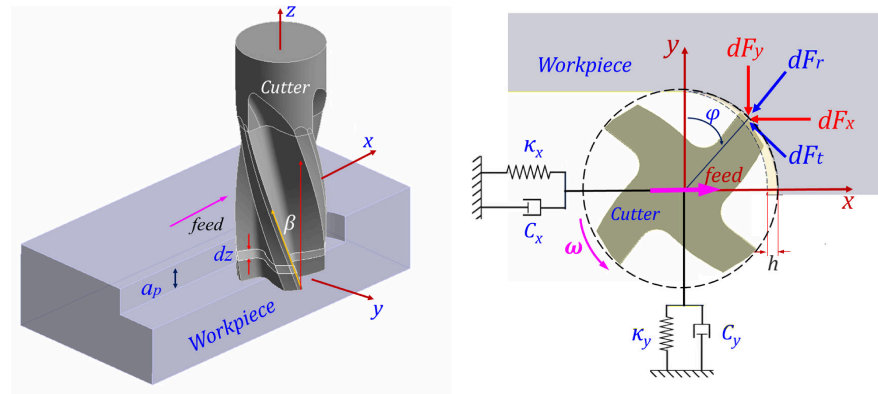 z
Cutter
x
feed
β
dz
a_p
y
Workpiece
y
dF_y
dF_r
Workpiece
φ
dF_x
κ_x
dF_t
feed
x
C_x
Cutter
ω
h
κ_y
C_y